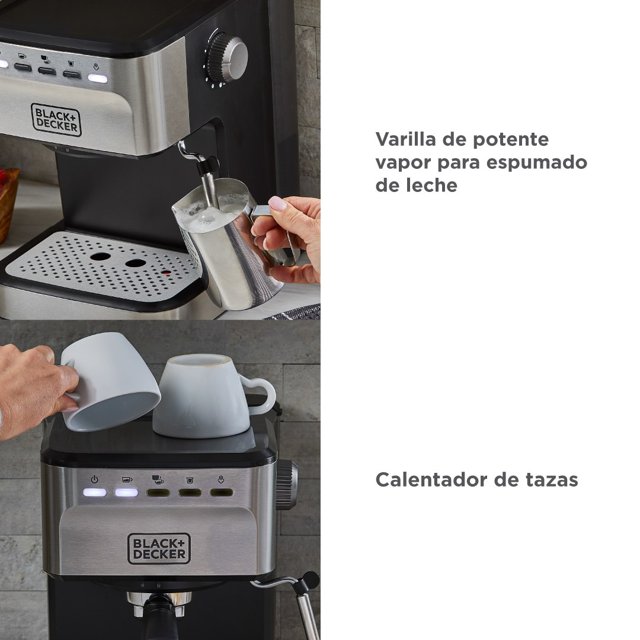 BLACK+
DECKER
Varilla de potente
vapor para espumado
de leche
BLACK+
DECKER
Calentador de tazas